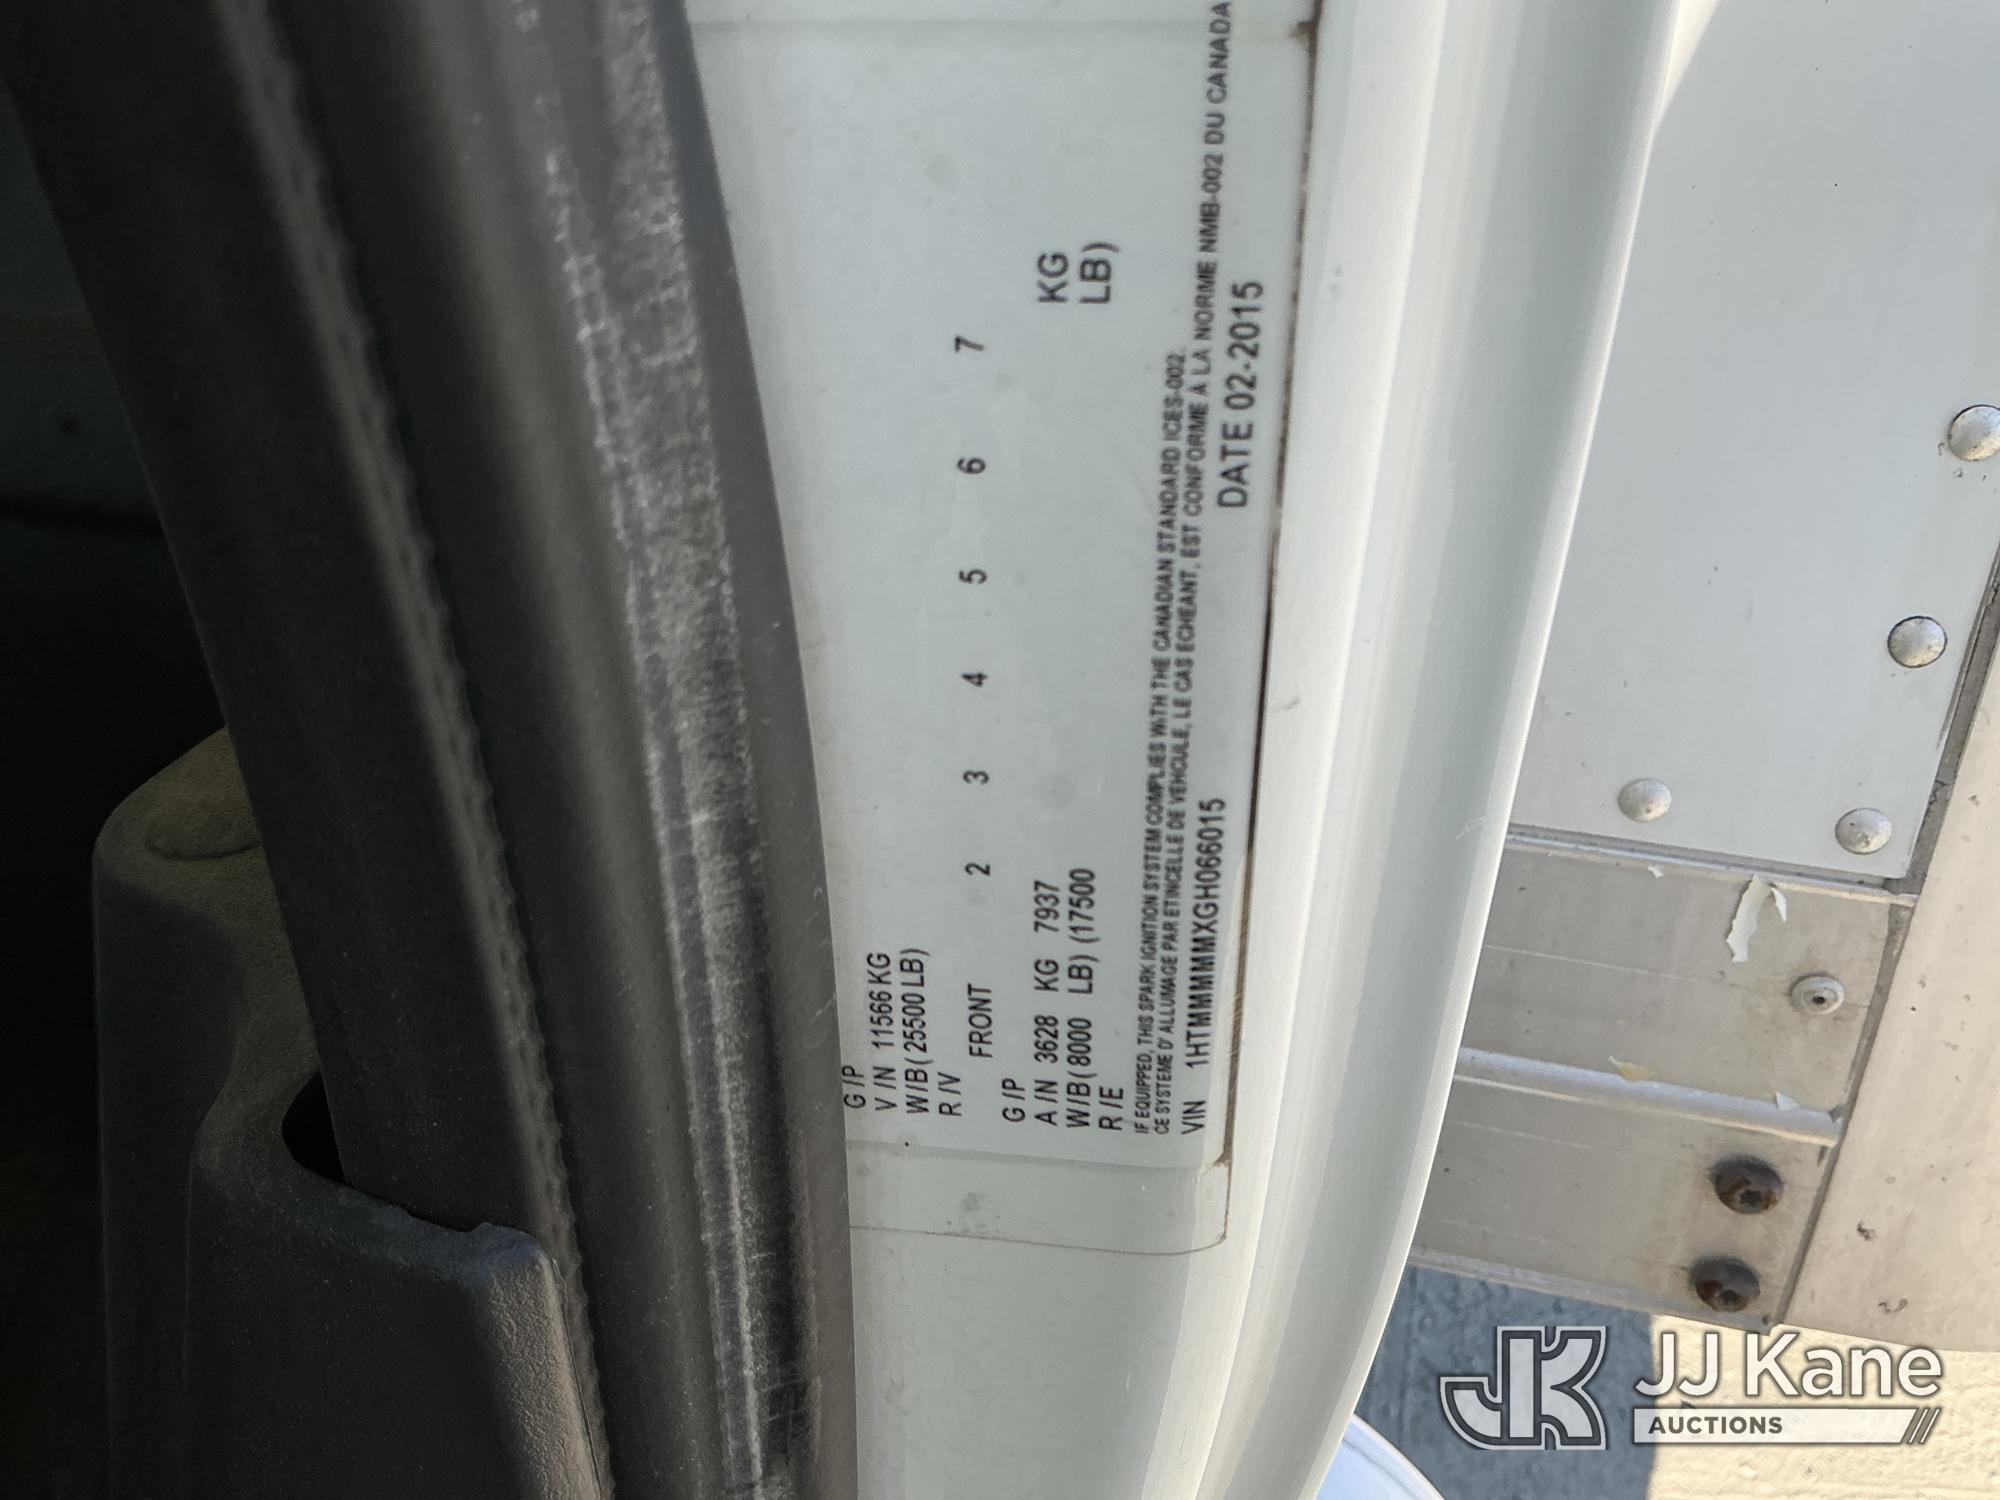 G/P
V/N 11566 KG
W/B(25500 LB)
R/V
FRONT 2 3 4 5 6 7
G/P
A/N 3628 KG 7937 KG
W/B(8000 LB)(17500 LB)
R/E
IF EQUIPPED, THIS SPARK IGNITION SYSTEM COMPLIES WITH THE CANADIAN STANDARD ICES-002.
CE SYSTEME D' ALLUMAGE PAR ETINCELLE DE VEHICULE, LE CAS ECHEANT, EST CONFORME À LA NORME NMB-002 DU CANADA
VIN 1HTMMMMMXGH066015 DATE 02-2015
JK JJ Kane
AUCTIONS